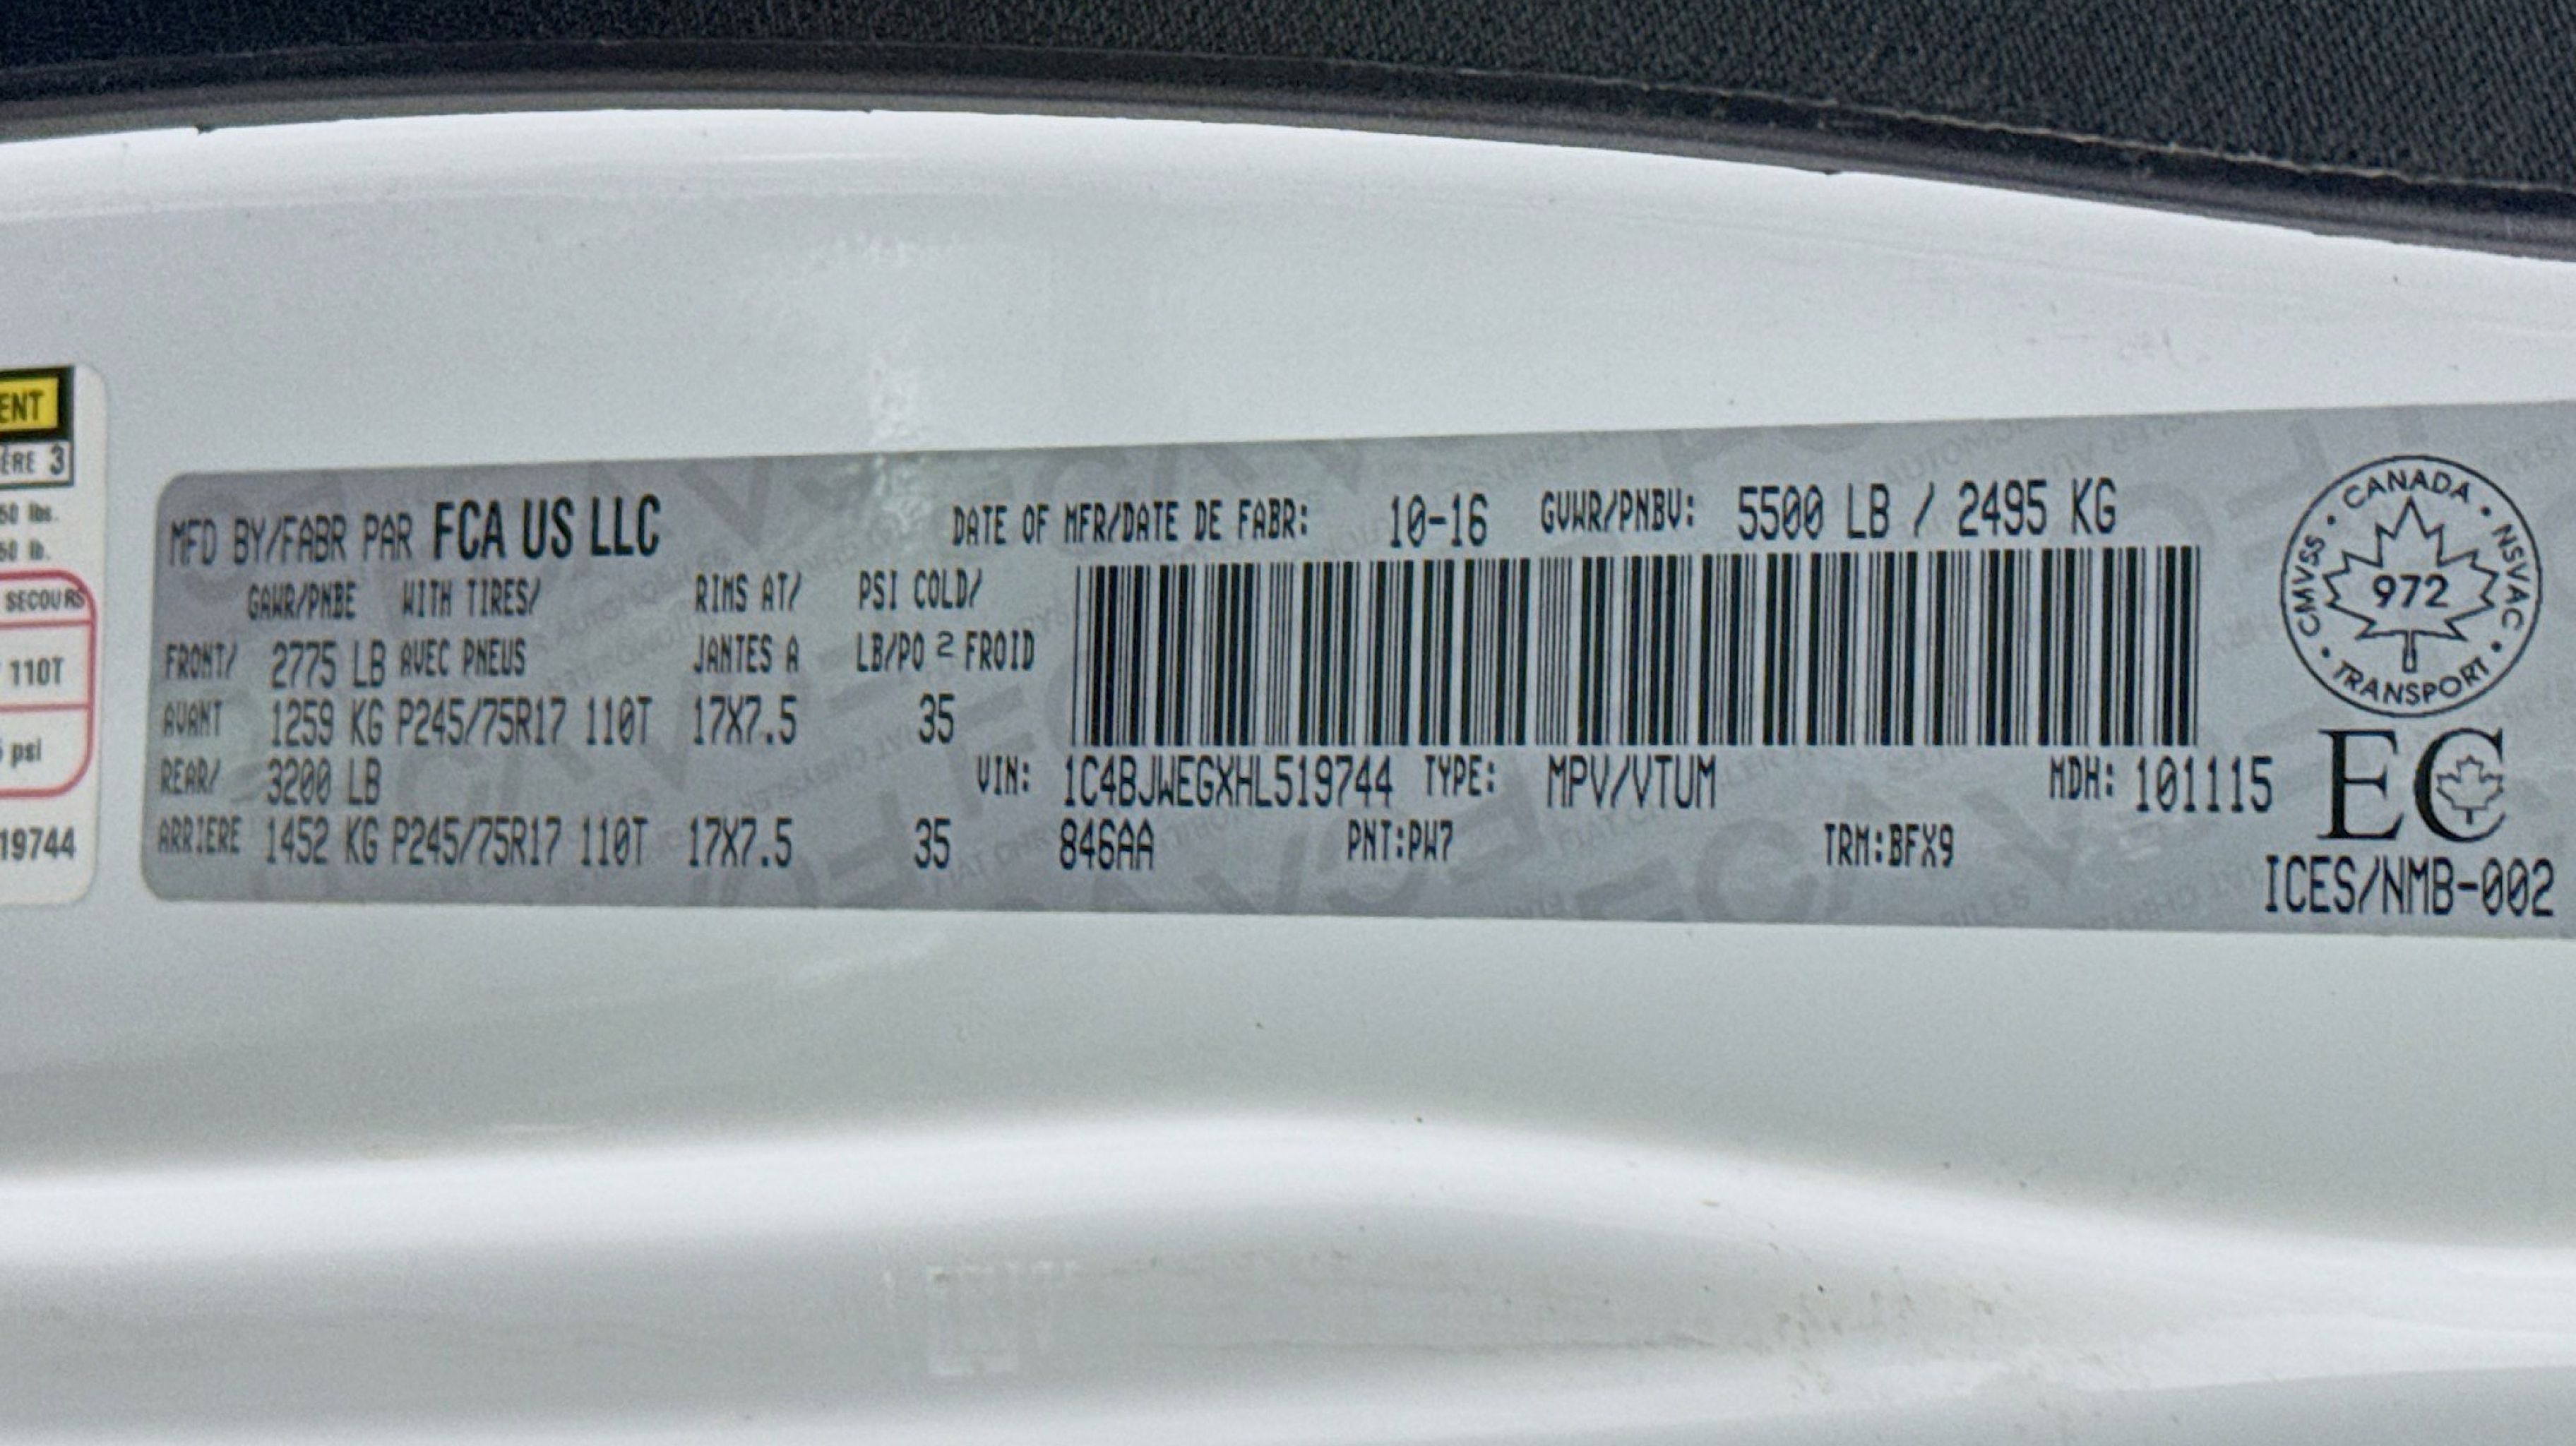 ENT
ÈRE 3
SECOURS
110T
psi
19744
MFD BY/FABR PAR FCA US LLC
DATE OF MFR/DATE DE FABR: 10-16 GVWR/PNBV: 5500 LB / 2495 KG
GAWR/PNBE WITH TIRES/ RIMS AT/ PSI COLD/
FRONT/ 2775 LB AVEC PNEUS JANTES A LB/PO 2 FROID
AVANT 1259 KG P245/75R17 110T 17X7.5 35
REAR/ 3200 LB
VIN: 1C4BJWEGXHL519744 TYPE: MPV/VTUM MDH: 101115
ARRIERE 1452 KG P245/75R17 110T 17X7.5 35
846AA PNT:PW7 TRM:BFX9
CANADA • NSVAC • TRANSPORT • CMVSS •
972
EC
ICES/NMB-002